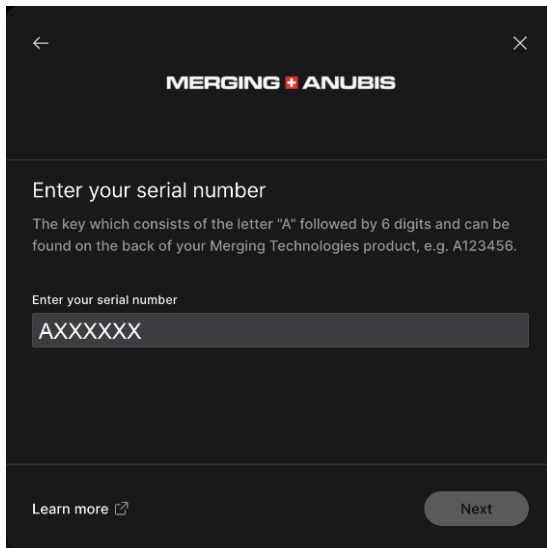 MERGING ANUBIS
Enter your serial number
The key which consists of the letter "A" followed by 6 digits and can be
found on the back of your Merging Technologies product, e.g. A123456.
Enter your serial number
AXXXXXX
Learn more
Next